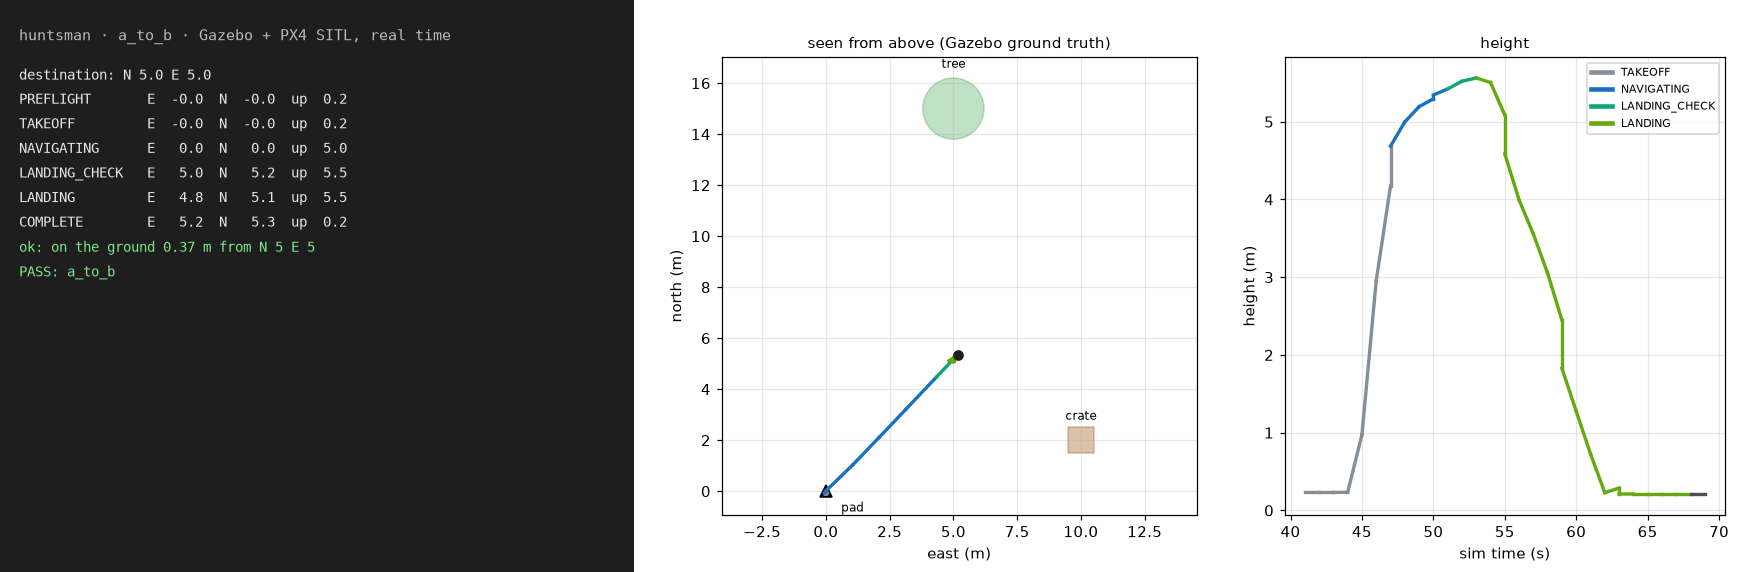 huntsman · a_to_b · Gazebo + PX4 SITL, real time
destination: N 5.0 E 5.0
PREFLIGHT       E  -0.0  N  -0.0  up  0.2
TAKEOFF         E  -0.0  N  -0.0  up  0.2
NAVIGATING      E   0.0  N   0.0  up  5.0
LANDING_CHECK   E   5.0  N   5.2  up  5.5
LANDING         E   4.8  N   5.1  up  5.5
COMPLETE        E   5.2  N   5.3  up  0.2
ok: on the ground 0.37 m from N 5 E 5
PASS: a_to_b
seen from above (Gazebo ground truth)
tree
16
14
12
10
8
6
4
2
0
crate
pad
north (m)
−2.5 0.0 2.5 5.0 7.5 10.0 12.5
east (m)
height
TAKEOFF
NAVIGATING
LANDING_CHECK
LANDING
5
4
3
2
1
0
height (m)
40 45 50 55 60 65 70
sim time (s)